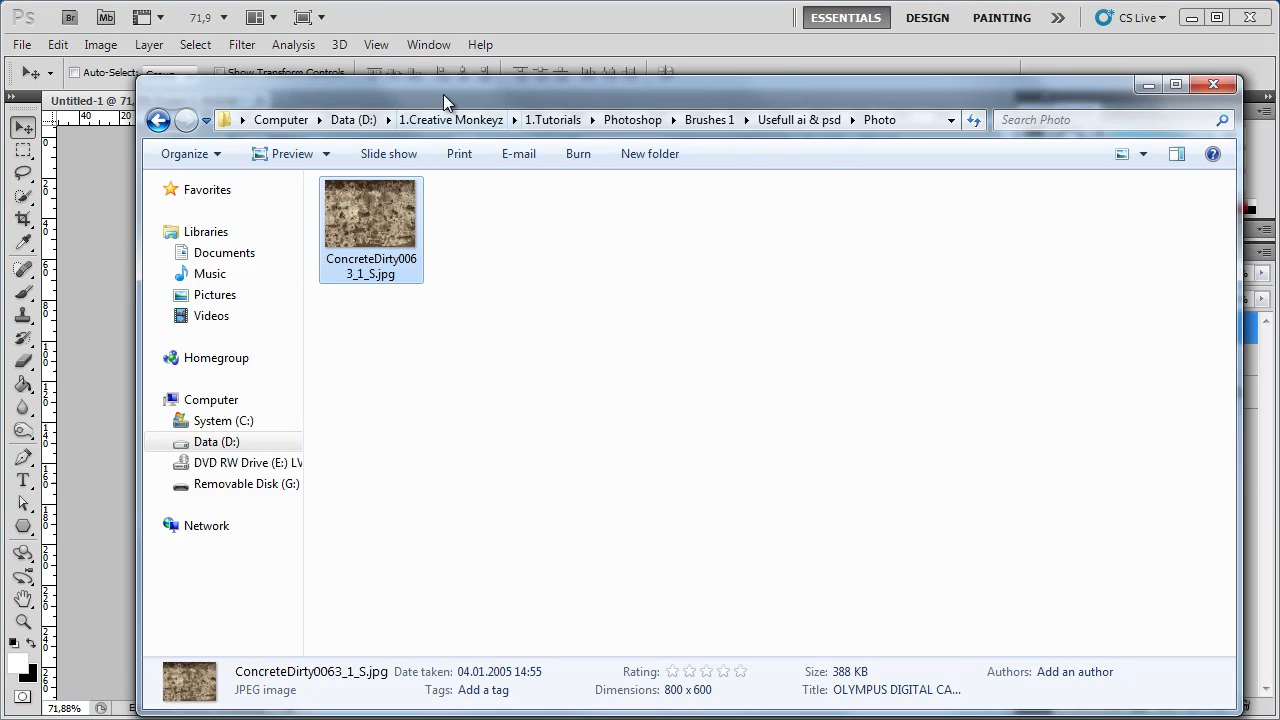 Ps Br Mb 71,9 ESSENTIALS DESIGN PAINTING CS Live
File Edit Image Layer Select Filter Analysis 3D View Window Help
Auto-Select: Show Transform Controls
Untitled-1 @ 71,
Computer Data (D:) 1.Creative Monkeyz 1.Tutorials Photoshop Brushes 1 Usefull ai & psd Photo Search Photo
Organize Preview Slide show Print E-mail Burn New folder
Favorites
Libraries
Documents
Music
Pictures
Videos
Homegroup
Computer
System (C:)
Data (D:)
DVD RW Drive (E:) LV
Removable Disk (G:)
Network
ConcreteDirty006
3_1_S.jpg
ConcreteDirty0063_1_S.jpg Date taken: 04.01.2005 14:55 Rating: Size: 388 KB Authors: Add an author
JPEG image Tags: Add a tag Dimensions: 800 x 600 Title: OLYMPUS DIGITAL CA...
71,88%